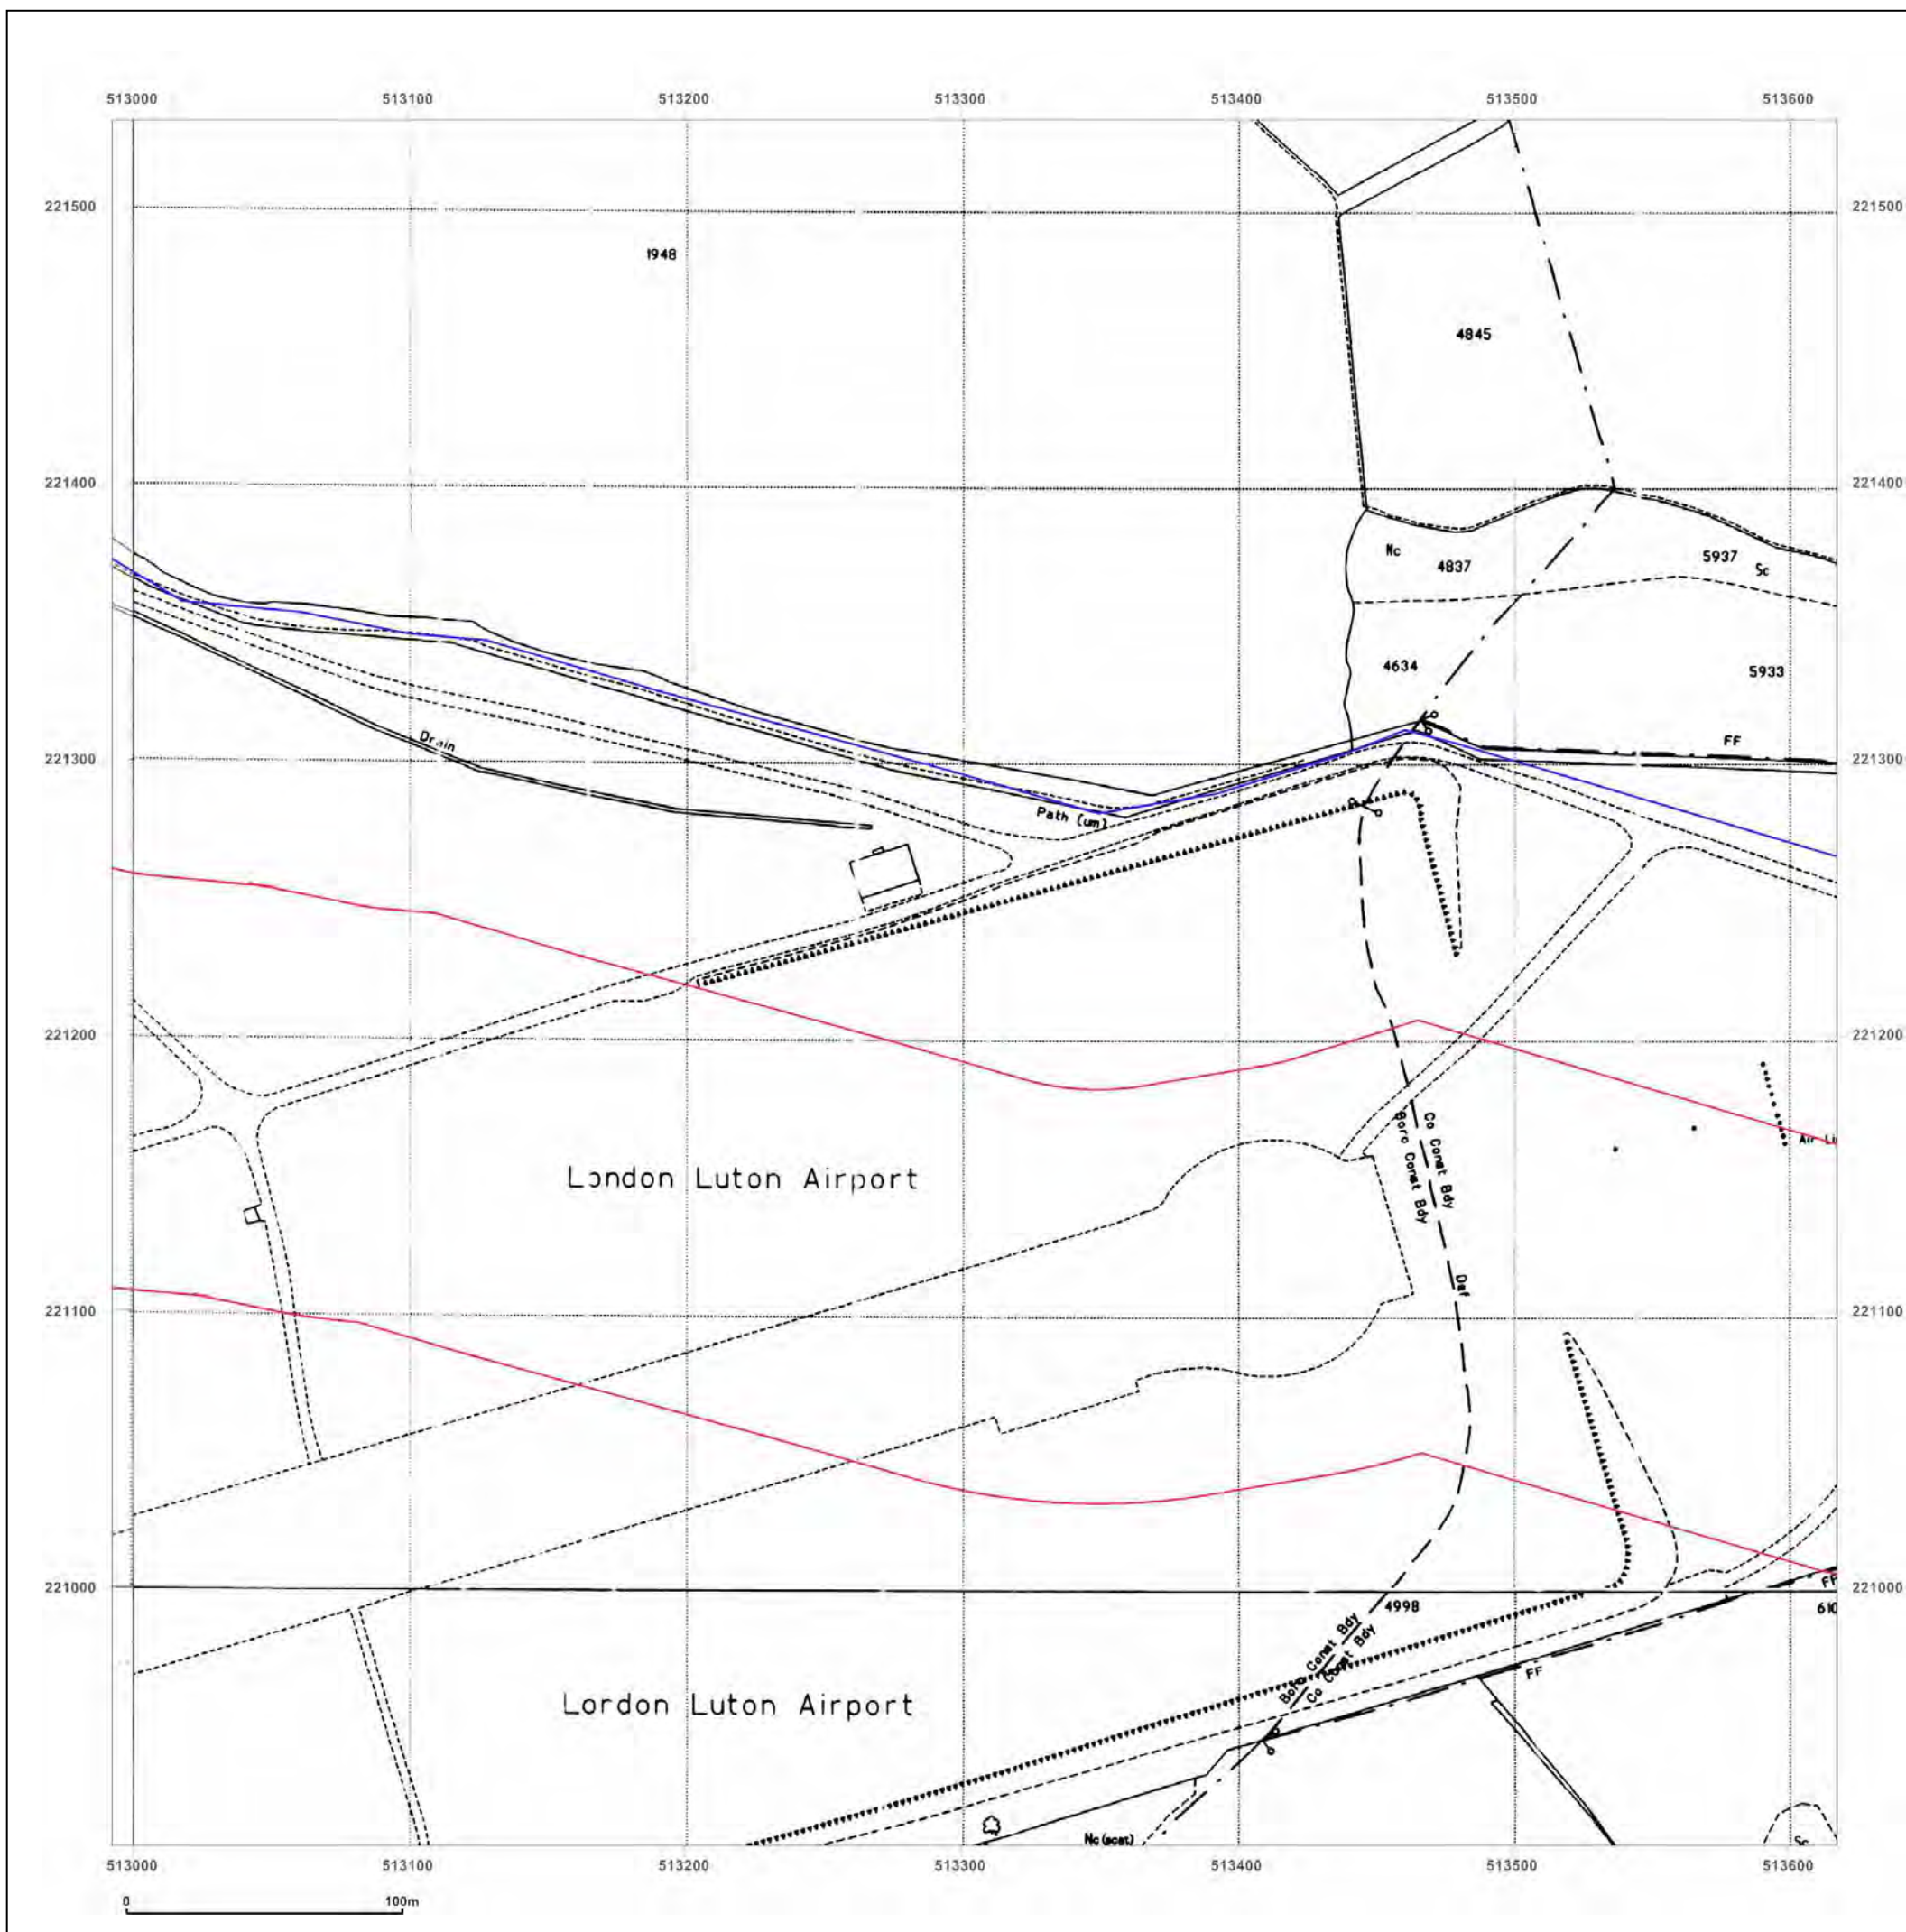 513000 513100 513200 513300 513400 513500 513600
221500 221500
1948
4845
221400 221400
Nc
5937
4837
Sc
4634
5933
Drain
FF
221300 221300
Path (um)
221200 221200
Co Const Bdy
Boro Const Bdy
Air
London Luton Airport
Def
221100 221100
221000 221000
FF
4998
610
Boro Const Bdy
Co Const Bdy
FF
Lordon Luton Airport
Nc (scat)
Sc
513000 513100 513200 513300 513400 513500 513600
0 100m